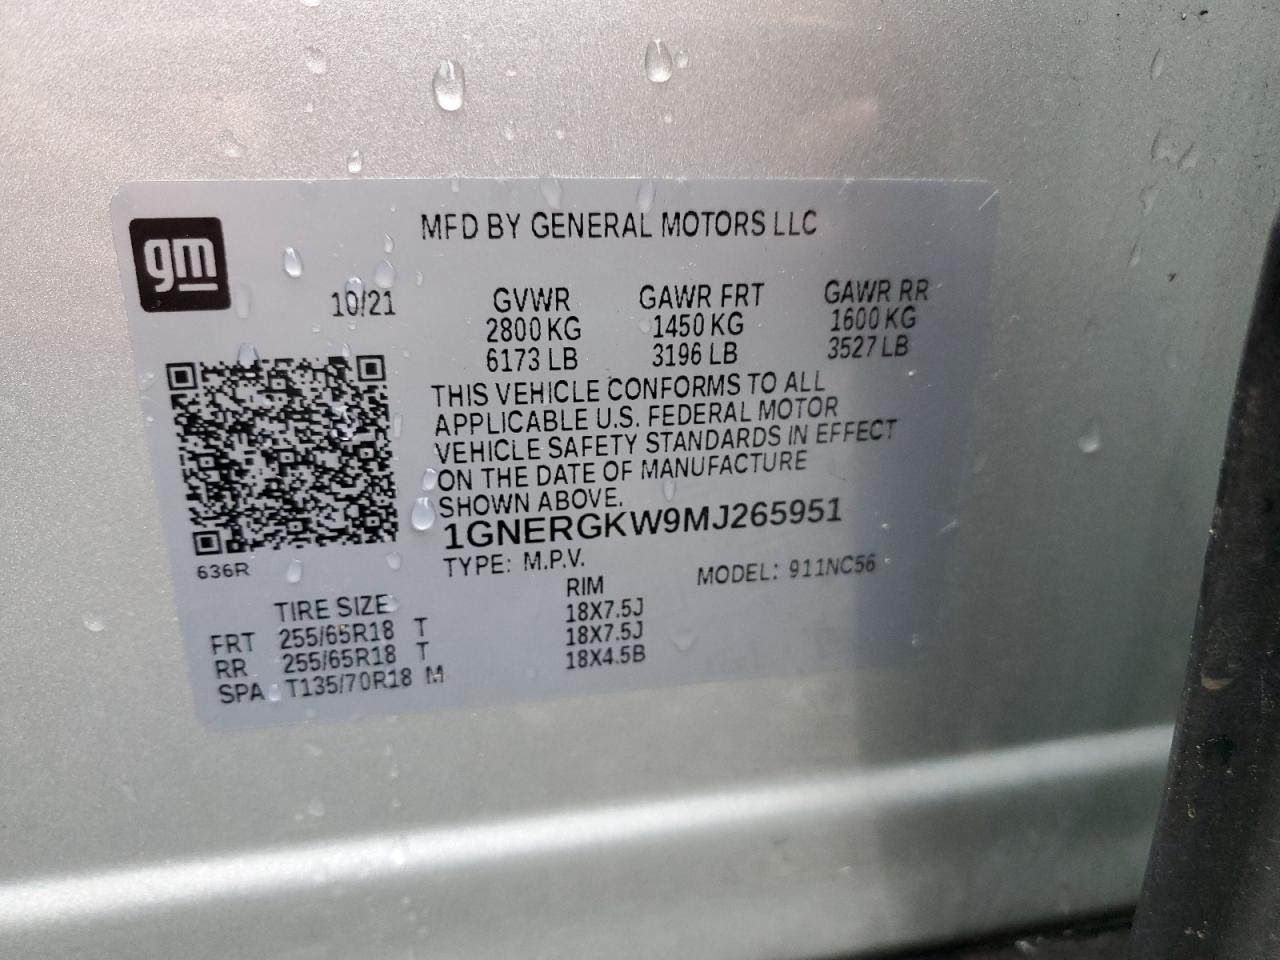 gm
MFD BY GENERAL MOTORS LLC
10/21 GVWR GAWR FRT GAWR RR
2800 KG 1450 KG 1600 KG
6173 LB 3196 LB 3527 LB
THIS VEHICLE CONFORMS TO ALL
APPLICABLE U.S. FEDERAL MOTOR
VEHICLE SAFETY STANDARDS IN EFFECT
ON THE DATE OF MANUFACTURE
SHOWN ABOVE.
1GNERGKW9MJ265951
636R TYPE: M.P.V. MODEL: 911NC56
TIRE SIZE RIM
FRT 255/65R18 T 18X7.5J
RR 255/65R18 T 18X7.5J
SPA T135/70R18 M 18X4.5B